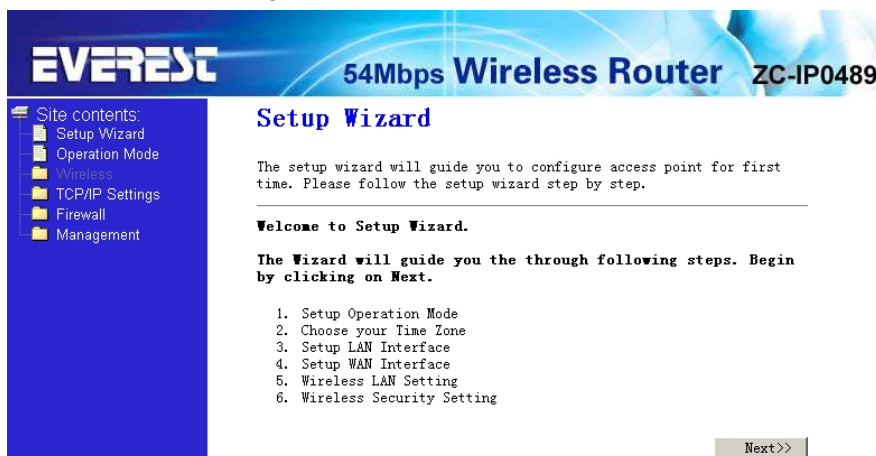 EVEREST
54Mbps Wireless Router ZC-IP0489
Site contents:
Setup Wizard
Operation Mode
Wireless
TCP/IP Settings
Firewall
Management
Setup Wizard
The setup wizard will guide you to configure access point for first
time. Please follow the setup wizard step by step.
Welcome to Setup Wizard.
The Wizard will guide you the through following steps. Begin
by clicking on Next.
1. Setup Operation Mode
2. Choose your Time Zone
3. Setup LAN Interface
4. Setup WAN Interface
5. Wireless LAN Setting
6. Wireless Security Setting
Next>>